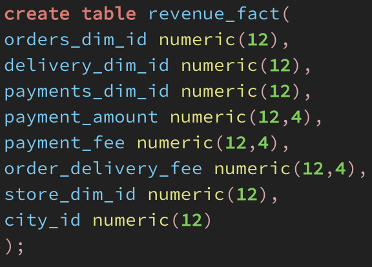 create table revenue_fact(
orders_dim_id numeric(12),
delivery_dim_id numeric(12),
payments_dim_id numeric(12),
payment_amount numeric(12,4),
payment_fee numeric(12,4),
order_delivery_fee numeric(12,4),
store_dim_id numeric(12),
city_id numeric(12)
);